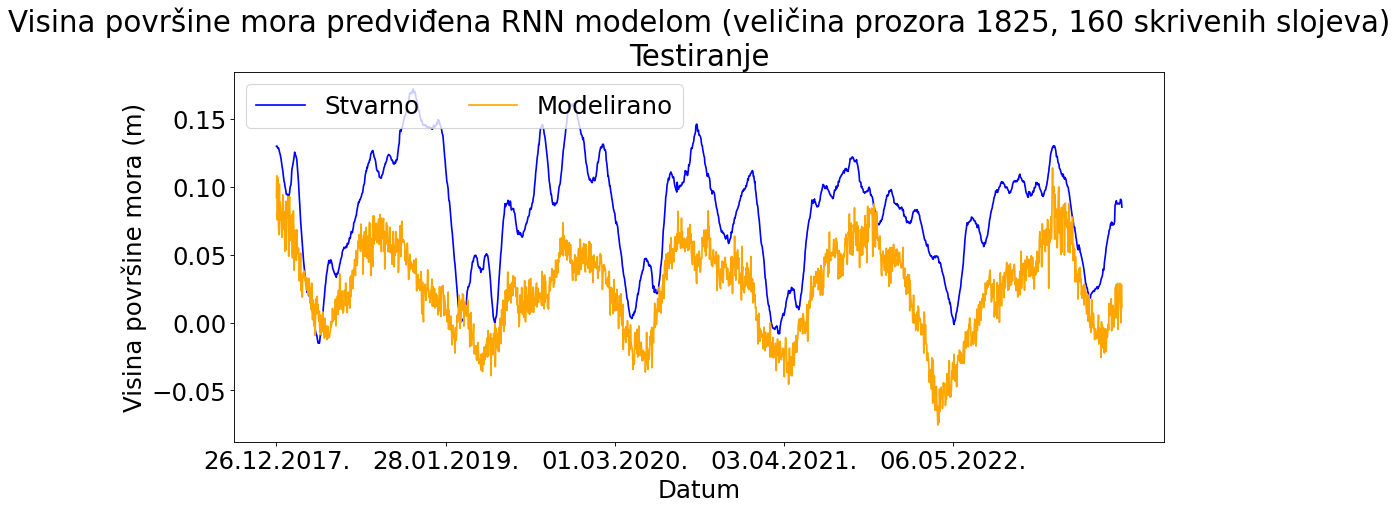 Visina površine mora predviđena RNN modelom (veličina prozora 1825, 160 skrivenih slojeva)
Testiranje
Stvarno
Modelirano
Visina površine mora (m)
0.15
0.10
0.05
0.00
−0.05
26.12.2017.
28.01.2019.
01.03.2020.
03.04.2021.
06.05.2022.
Datum